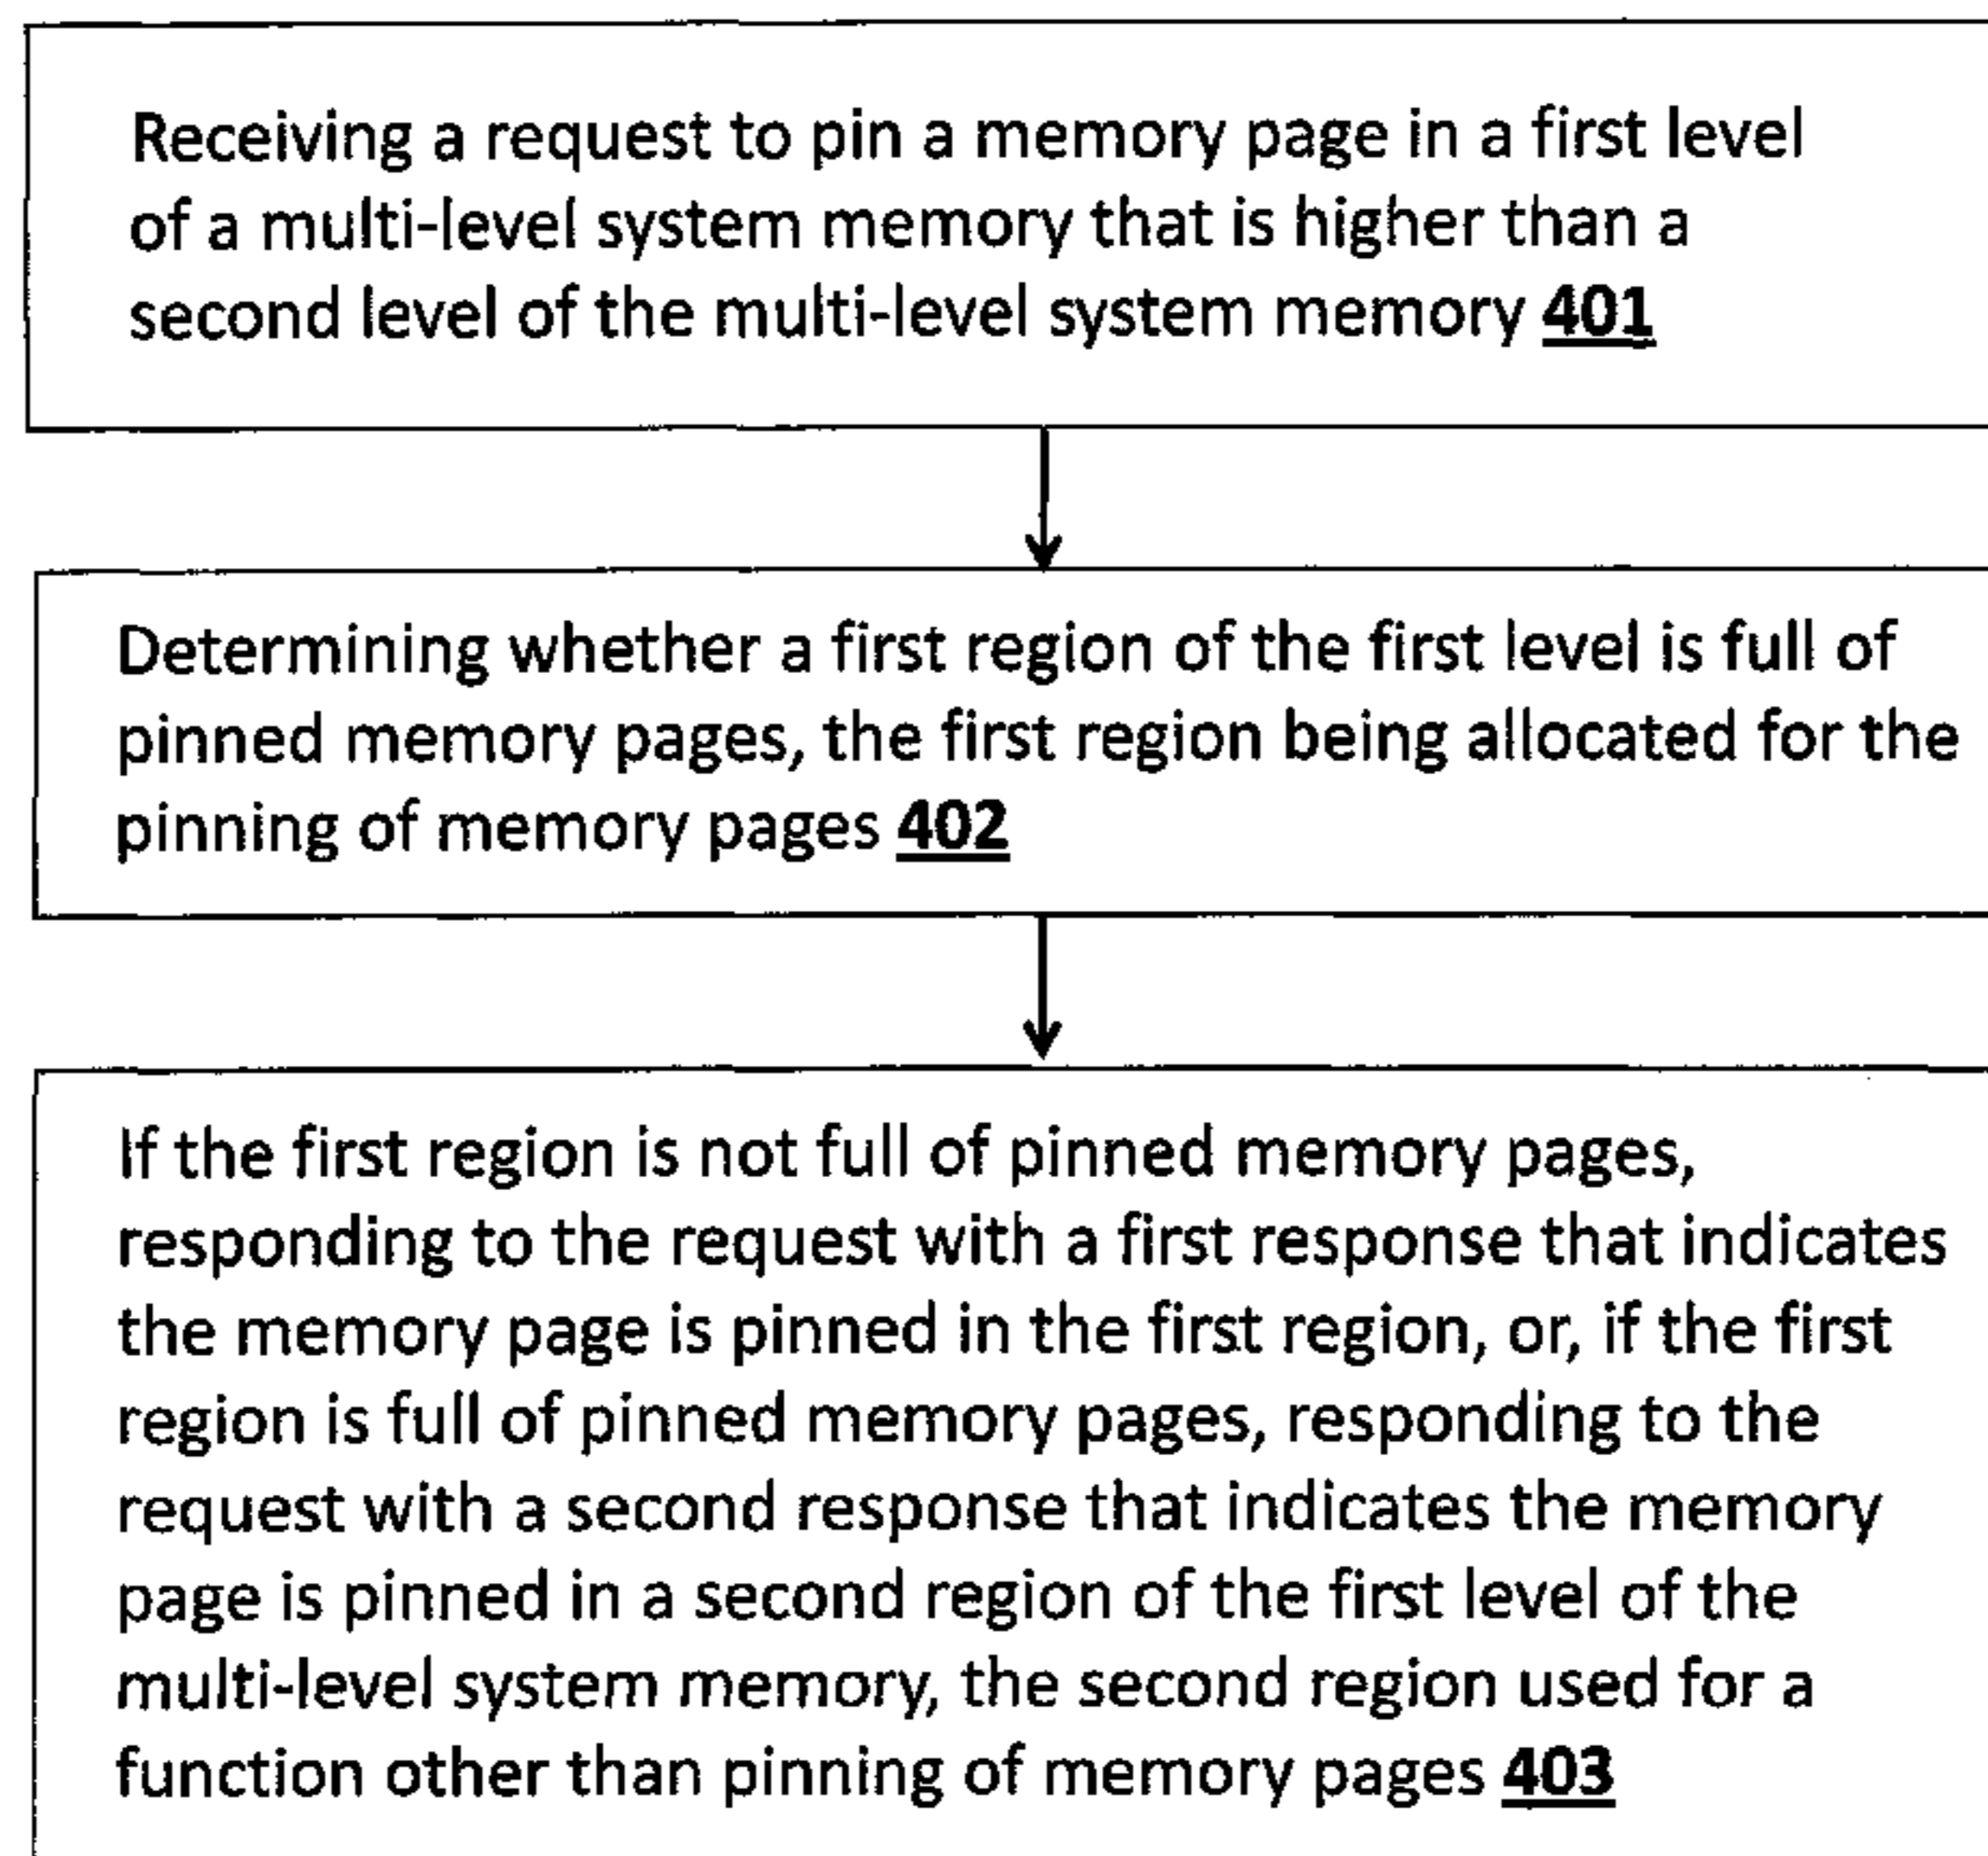 Receiving a request to pin a memory page in a first level
of a multi-level system memory that is higher than a
second level of the multi-level system memory 401
Determining whether a first region of the first level is full of
pinned memory pages, the first region being allocated for the
pinning of memory pages 402
If the first region is not full of pinned memory pages,
responding to the request with a first response that indicates
the memory page is pinned in the first region, or, if the first
region is full of pinned memory pages, responding to the
request with a second response that indicates the memory
page is pinned in a second region of the first level of the
multi-level system memory, the second region used for a
function other than pinning of memory pages 403